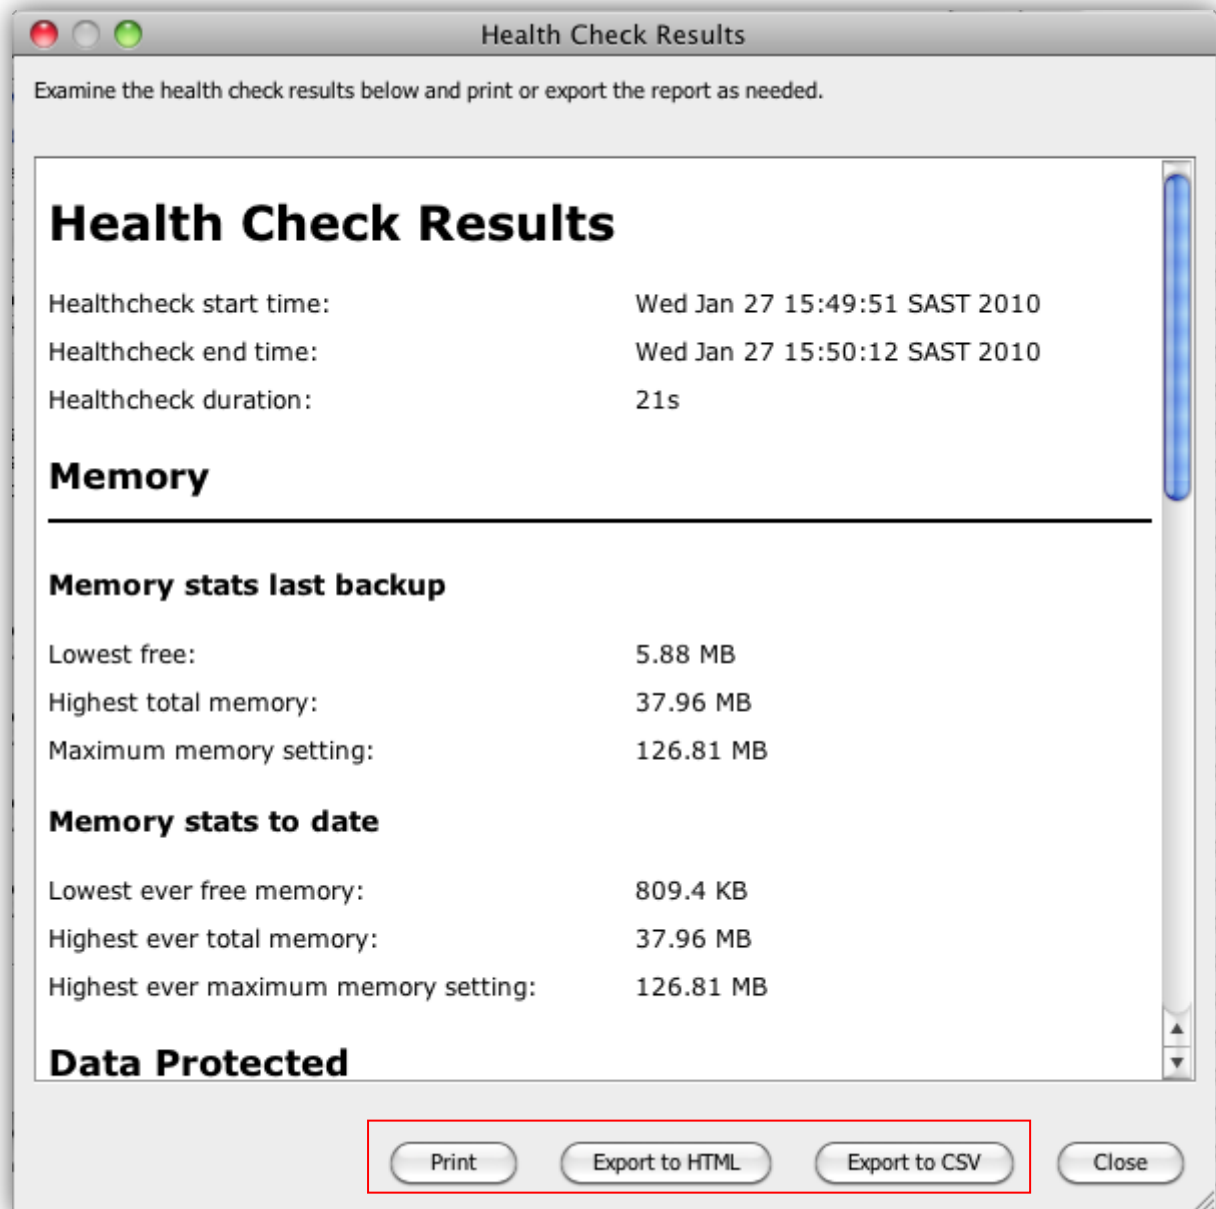 Health Check Results
Examine the health check results below and print or export the report as needed.
Health Check Results
Healthcheck start time: Wed Jan 27 15:49:51 SAST 2010
Healthcheck end time: Wed Jan 27 15:50:12 SAST 2010
Healthcheck duration: 21s
Memory
Memory stats last backup
Lowest free: 5.88 MB
Highest total memory: 37.96 MB
Maximum memory setting: 126.81 MB
Memory stats to date
Lowest ever free memory: 809.4 KB
Highest ever total memory: 37.96 MB
Highest ever maximum memory setting: 126.81 MB
Data Protected
Print Export to HTML Export to CSV Close